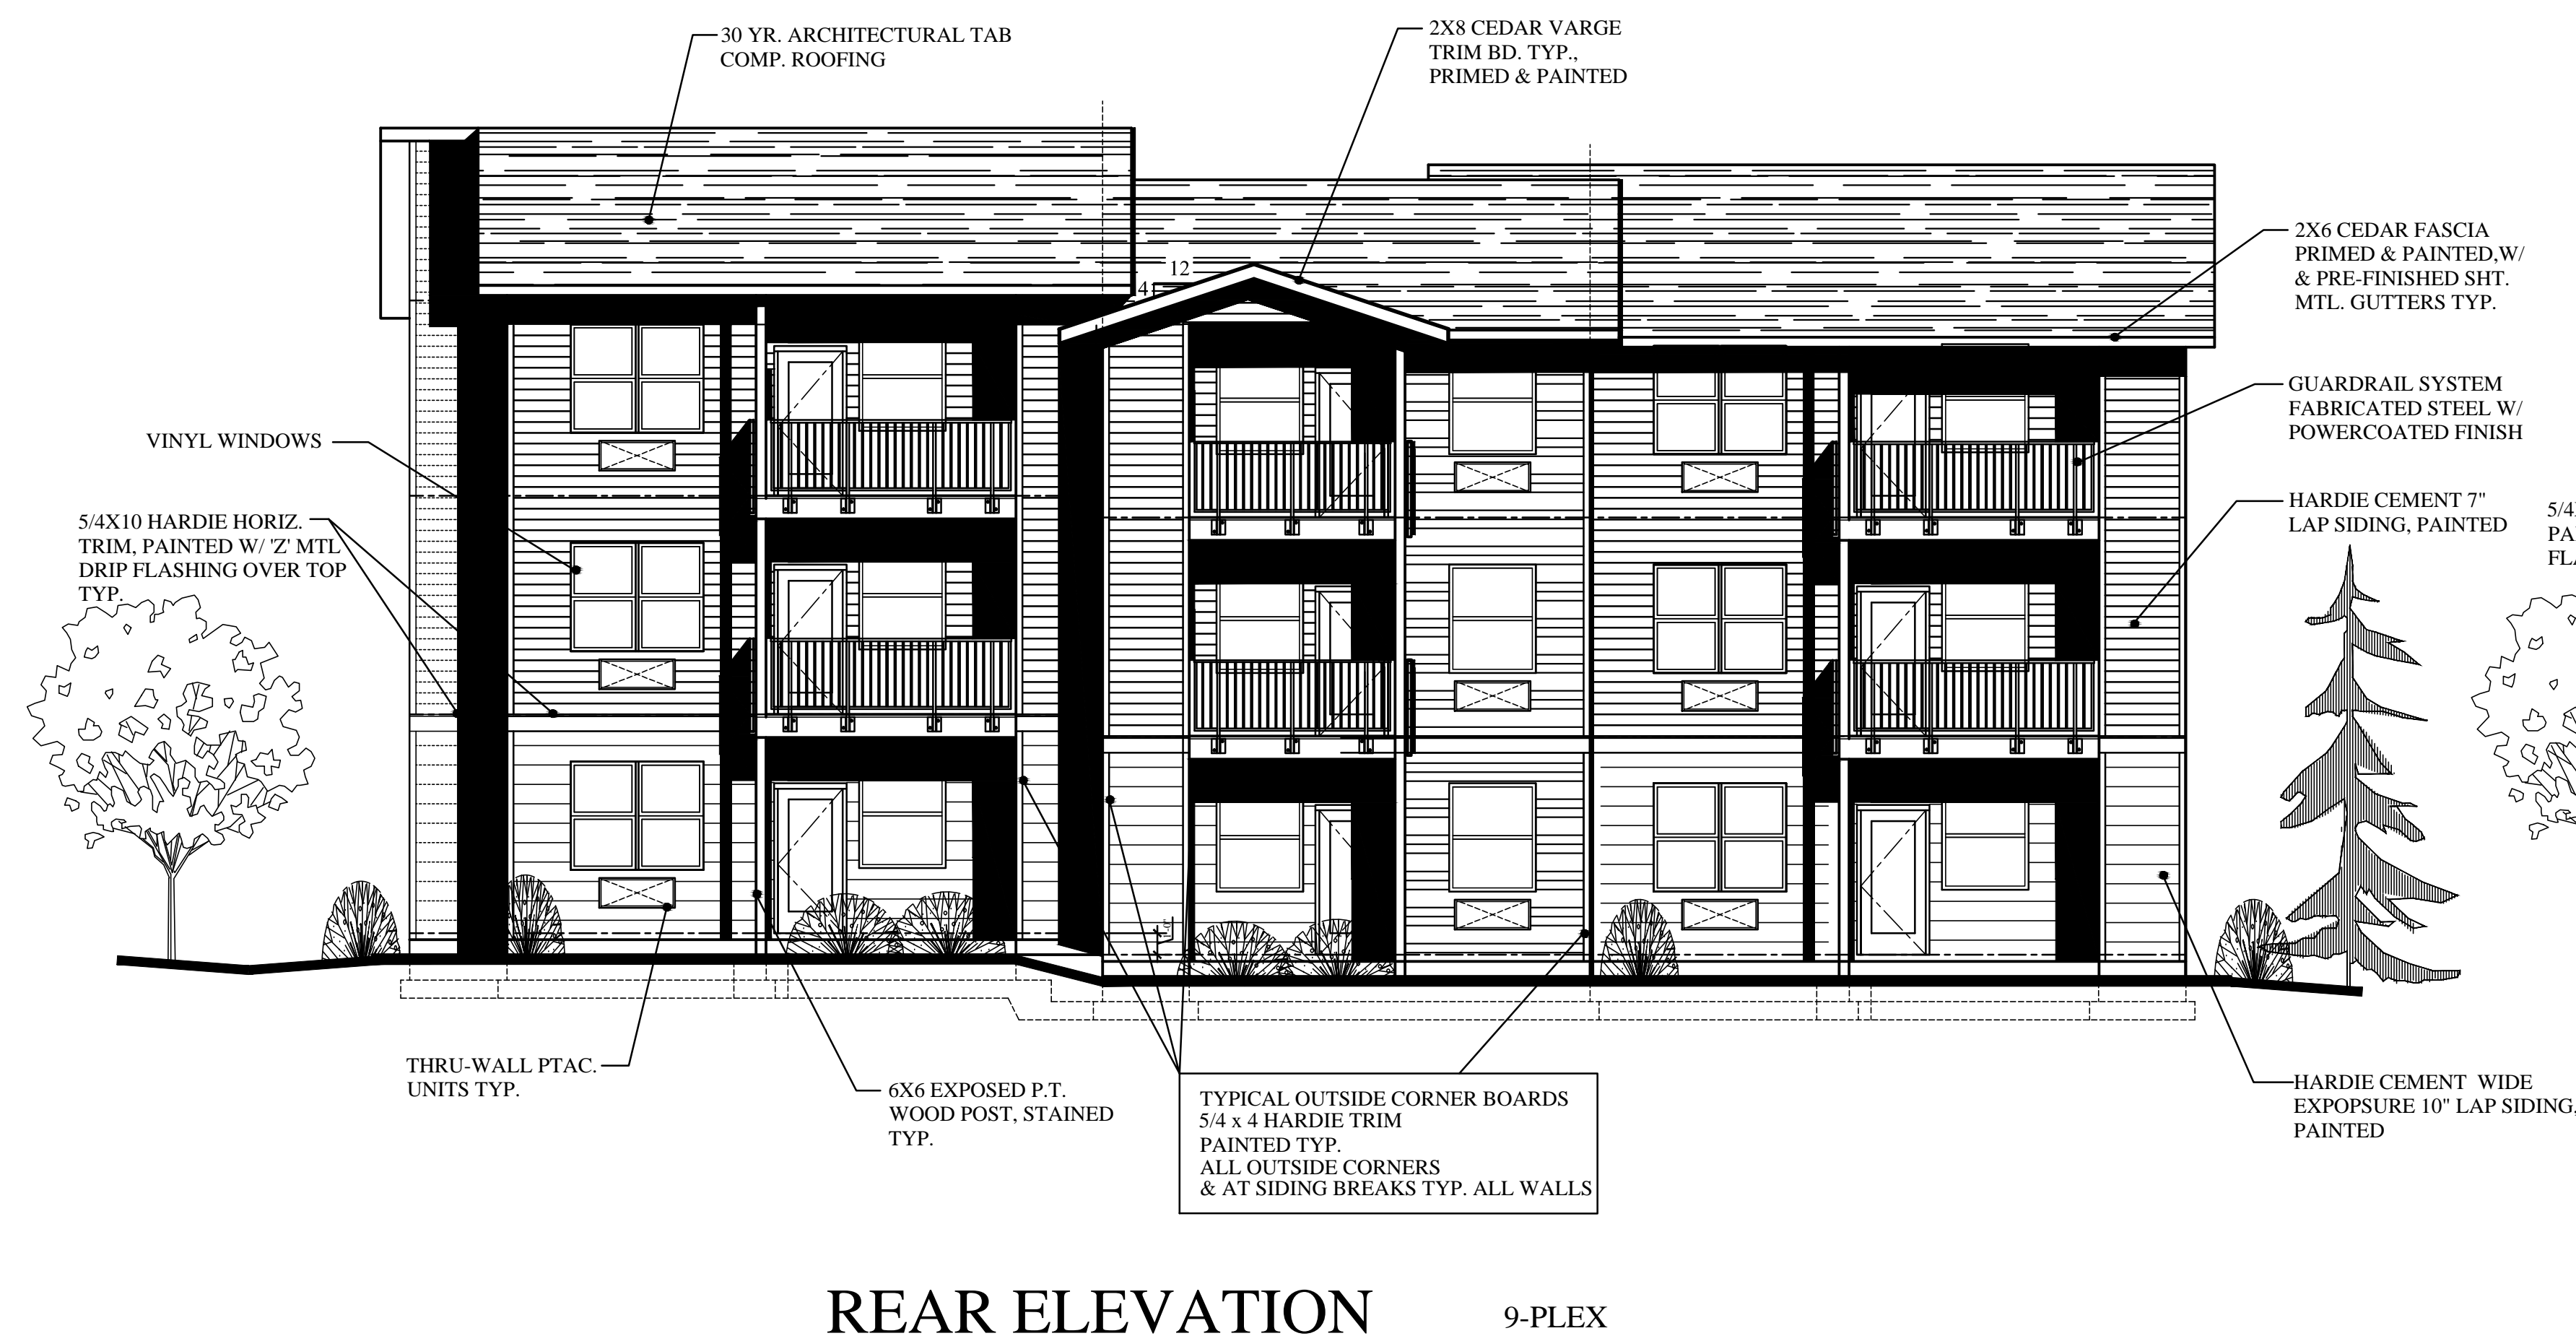 30 YR. ARCHITECTURAL TAB
COMP. ROOFING
2X8 CEDAR VARGE
TRIM BD. TYP.,
PRIMED & PAINTED
2X6 CEDAR FASCIA
PRIMED & PAINTED,W/
& PRE-FINISHED SHT.
MTL. GUTTERS TYP.
12
4
GUARDRAIL SYSTEM
FABRICATED STEEL W/
POWERCOATED FINISH
VINYL WINDOWS
HARDIE CEMENT 7"
LAP SIDING, PAINTED
5/4X10 HARDIE HORIZ.
TRIM, PAINTED W/ 'Z' MTL
DRIP FLASHING OVER TOP
TYP.
5/4
PA
FLA
THRU-WALL PTAC.
UNITS TYP.
6X6 EXPOSED P.T.
WOOD POST, STAINED
TYP.
TYPICAL OUTSIDE CORNER BOARDS
5/4 x 4 HARDIE TRIM
PAINTED TYP.
ALL OUTSIDE CORNERS
& AT SIDING BREAKS TYP. ALL WALLS
HARDIE CEMENT WIDE
EXPOPSURE 10" LAP SIDING,
PAINTED
REAR ELEVATION
9-PLEX